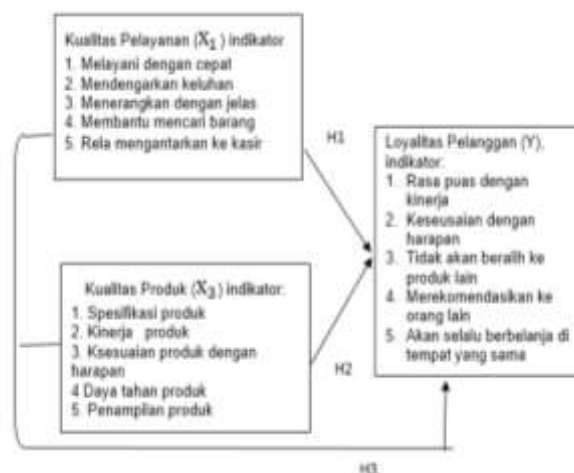 Kualitas Pelayanan (X₁) indikator
1. Melayani dengan cepat
2. Mendengarkan keluhan
3. Menerangkan dengan jelas
4. Membantu mencari barang
5. Rela mengantarkan ke kasir
H1
Loyalitas Pelanggan (Y),
indikator:
1. Rasa puas dengan
kinerja
2. Keseusaian dengan
harapan
3. Tidak akan beralih ke
produk lain
4. Merekomendasikan ke
orang lain
5. Akan selalu berbelanja di
tempat yang sama
Kualitas Produk (X₂) indikator:
1. Spesifikasi produk
2. Kinerja produk
3. Ksesuaian produk dengan
harapan
4 Daya tahan produk
5. Penampilan produk
H2
H3